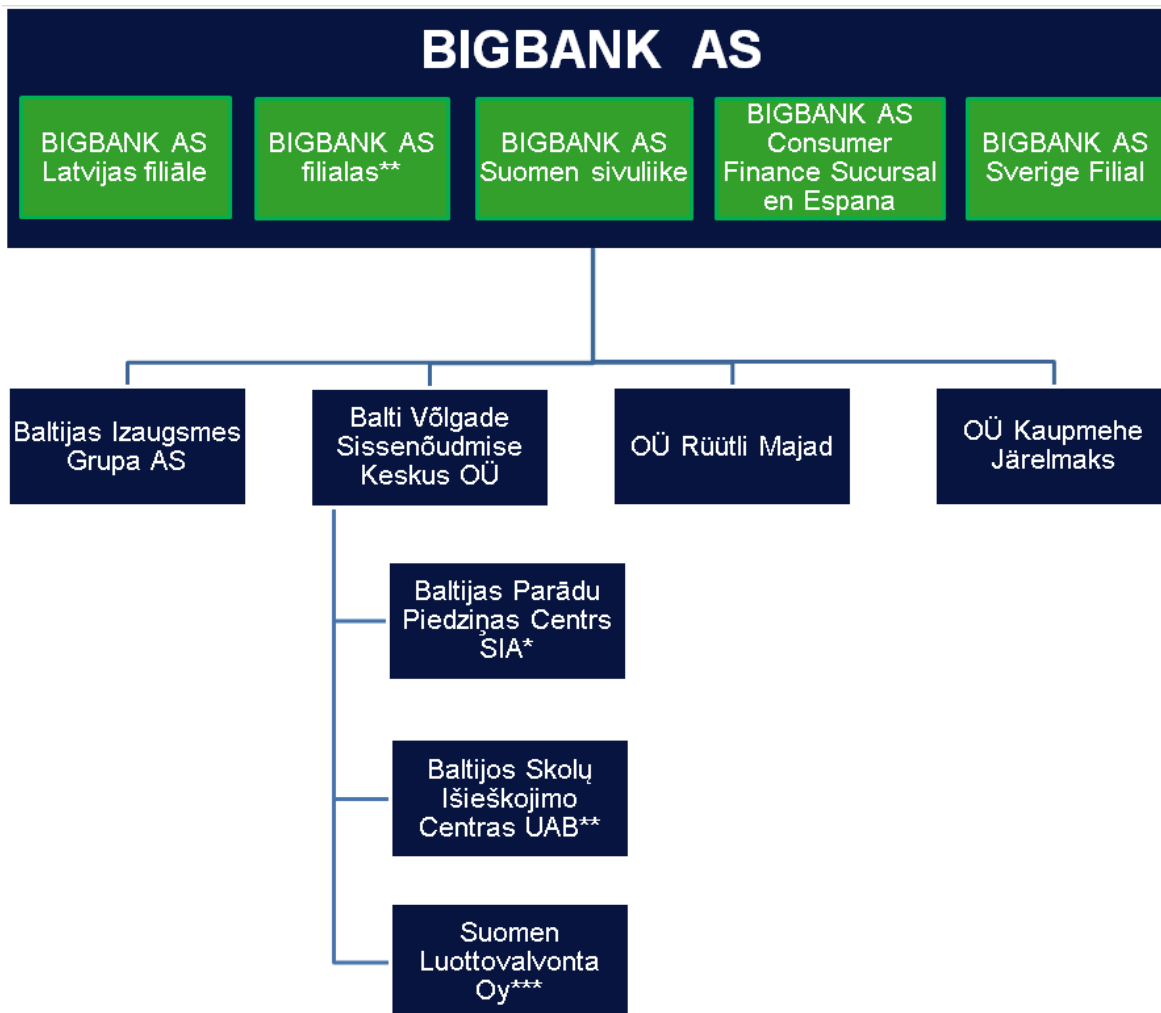 BIGBANK AS
BIGBANK AS
Latvijas filiāle
BIGBANK AS
filialas**
BIGBANK AS
Suomen sivuliike
BIGBANK AS
Consumer
Finance Sucursal
en Espana
BIGBANK AS
Sverige Filial
Baltijas Izaugsmes
Grupa AS
Balti Võlgade
Sissenõudmise
Keskus OÜ
OÜ Rüütli Majad
OÜ Kaupmehe
Järelmaks
Baltijas Parādu
Piedziņas Centrs
SIA*
Baltijos Skolų
Išieškojimo
Centras UAB**
Suomen
Luottovalvonta
Oy***